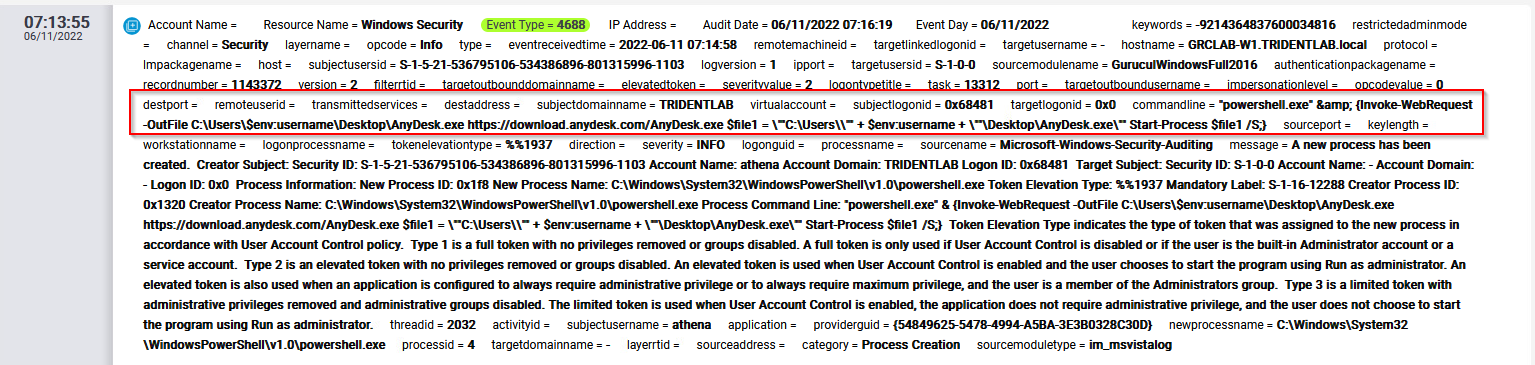 07:13:55
06/11/2022
Account Name = Resource Name = Windows Security Event Type = 4688 IP Address = Audit Date = 06/11/2022 07:16:19 Event Day = 06/11/2022 keywords = -9214364837600034816 restrictedadminmode
= channel = Security layername = opcode = Info type = eventreceivedtime = 2022-06-11 07:14:58 remotemachineid = targetlinkedlogonid = targetusername = - hostname = GRCLAB-W1.TRIDENTLAB.local protocol =
lmpackagename = host = subjectusersid = S-1-5-21-536795106-534386896-801315996-1103 logversion = 1 ipport = targetusersid = S-1-0-0 sourcemodulename = GuruculWindowsFull2016 authenticationpackagename =
recordnumber = 1143372 version = 2 filterrtid = targetoutbounddomainname = elevatedtoken = severityvalue = 2 logontypetitle = task = 13312 port = targetoutboundusername = impersonationlevel = opcodevalue = 0
destport = remoteuserid = transmittedservices = destaddress = subjectdomainname = TRIDENTLAB virtualaccount = subjectlogonid = 0x68481 targetlogonid = 0x0 commandline = "powershell.exe" &amp; {Invoke-WebRequest
-OutFile C:\Users\$env:username\Desktop\AnyDesk.exe https://download.anydesk.com/AnyDesk.exe $file1 = \""C:\Users\\"" + $env:username + \""\Desktop\AnyDesk.exe\"" Start-Process $file1 /S;} sourceport = keylength =
workstationname = logonprocessname = tokenelevationtype = %%1937 direction = severity = INFO logonguid = processname = sourcename = Microsoft-Windows-Security-Auditing message = A new process has been
created. Creator Subject: Security ID: S-1-5-21-536795106-534386896-801315996-1103 Account Name: athena Account Domain: TRIDENTLAB Logon ID: 0x68481 Target Subject: Security ID: S-1-0-0 Account Name: - Account Domain:
- Logon ID: 0x0 Process Information: New Process ID: 0x1f8 New Process Name: C:\Windows\System32\WindowsPowerShell\v1.0\powershell.exe Token Elevation Type: %%1937 Mandatory Label: S-1-16-12288 Creator Process ID:
0x1320 Creator Process Name: C:\Windows\System32\WindowsPowerShell\v1.0\powershell.exe Process Command Line: "powershell.exe" & {Invoke-WebRequest -OutFile C:\Users\$env:username\Desktop\AnyDesk.exe
https://download.anydesk.com/AnyDesk.exe $file1 = \""C:\Users\\"" + $env:username + \""\Desktop\AnyDesk.exe\"" Start-Process $file1 /S;} Token Elevation Type indicates the type of token that was assigned to the new process in
accordance with User Account Control policy. Type 1 is a full token with no privileges removed or groups disabled. A full token is only used if User Account Control is disabled or if the user is the built-in Administrator account or a
service account. Type 2 is an elevated token with no privileges removed or groups disabled. An elevated token is used when User Account Control is enabled and the user chooses to start the program using Run as administrator. An
elevated token is also used when an application is configured to always require administrative privilege or to always require maximum privilege, and the user is a member of the Administrators group. Type 3 is a limited token with
administrative privileges removed and administrative groups disabled. The limited token is used when User Account Control is enabled, the application does not require administrative privilege, and the user does not choose to start
the program using Run as administrator. threadid = 2032 activityid = subjectusername = athena application = providerguid = {54849625-5478-4994-A5BA-3E3B0328C30D} newprocessname = C:\Windows\System32
\WindowsPowerShell\v1.0\powershell.exe processid = 4 targetdomainname = - layerrtid = sourceaddress = category = Process Creation sourcemoduletype = im_msvistalog